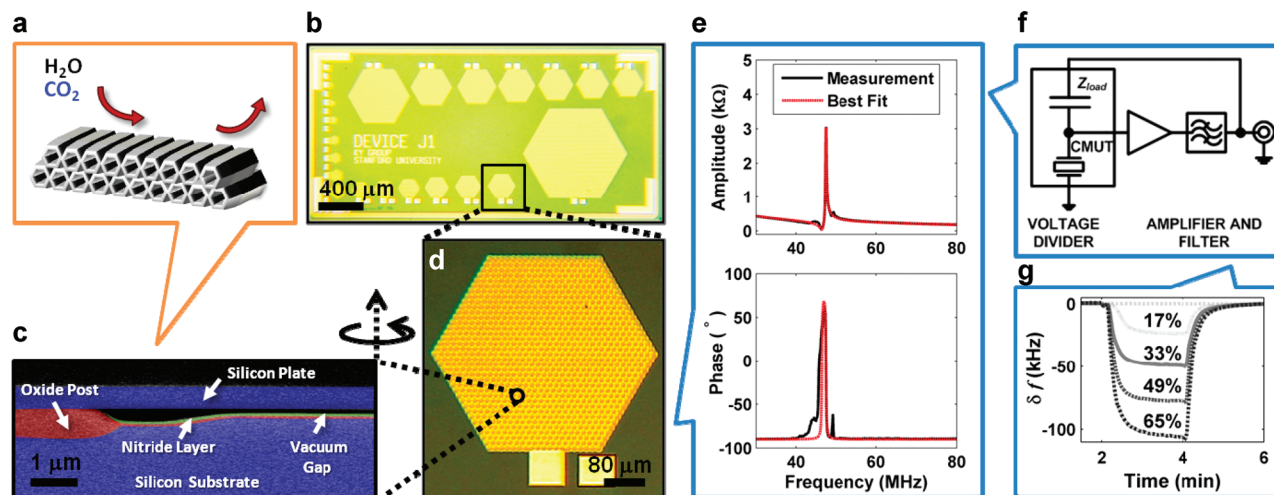 a
H2O
CO2
b
DEVICE J1
KY GROUP
STANFORD UNIVERSITY
400 μm
c
Silicon Plate
Oxide Post
Nitride Layer
Vacuum
Gap
1 μm
Silicon Substrate
d
80 μm
e
Measurement
Best Fit
Amplitude (kΩ)
5
4
3
2
1
0
40 60 80
Phase (°)
100
50
0
-50
-100
40 60 80
Frequency (MHz)
f
Zload
CMUT
VOLTAGE
DIVIDER
AMPLIFIER AND
FILTER
g
δ f (kHz)
0
-50
-100
17%
33%
49%
65%
2 4 6
Time (min)